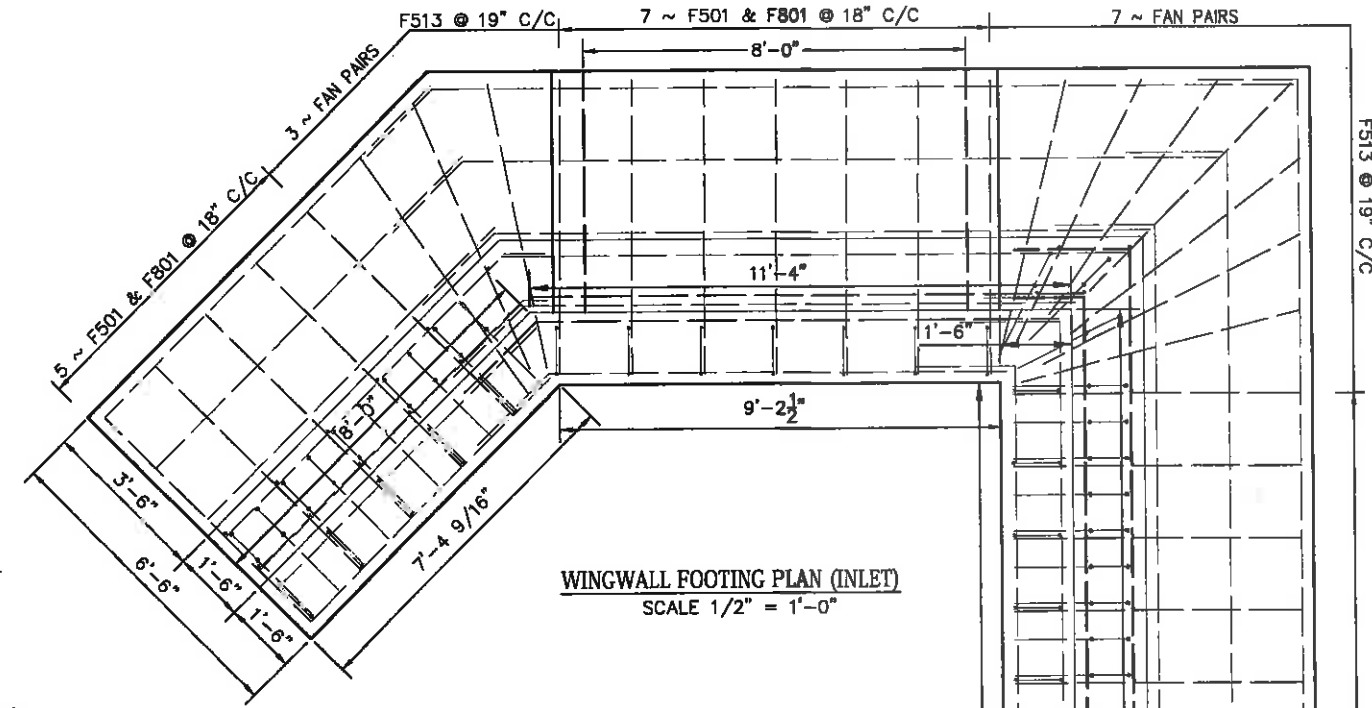 F513 @ 19" C/C
7 ~ F501 & F801 @ 18" C/C
7 ~ FAN PAIRS
8'-0"
3 ~ FAN PAIRS
F513 @ 19" C/C
5 ~ F501 & F801 @ 18" C/C
11'-4"
1'-6"
9'-2½"
8'-0"
3'-6"
6'-6"
1'-6"
1'-6"
7'-4 9/16"
WINGWALL FOOTING PLAN (INLET)
SCALE 1/2" = 1'-0"